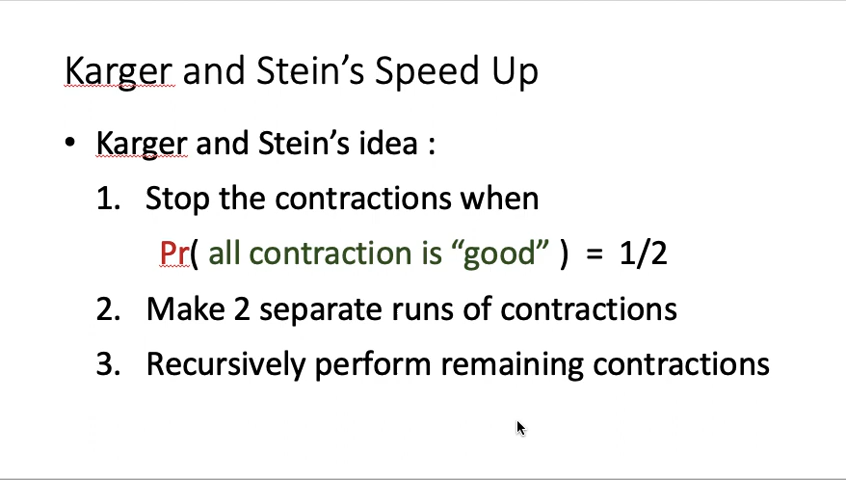 Karger and Stein’s Speed Up
• Karger and Stein’s idea :
1. Stop the contractions when
Pr( all contraction is “good” ) = 1/2
2. Make 2 separate runs of contractions
3. Recursively perform remaining contractions